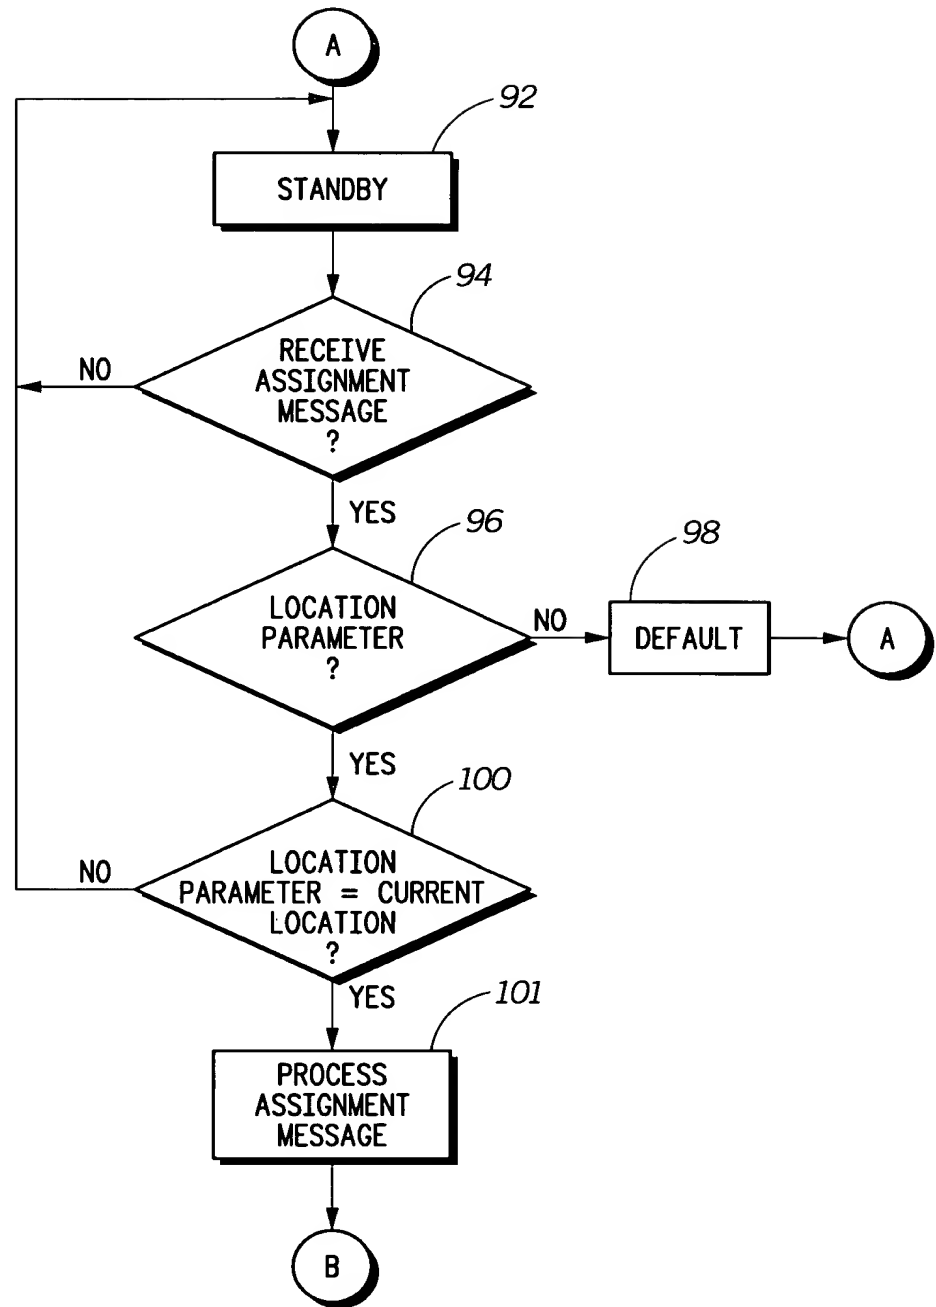 A
92
STANDBY
94
RECEIVE
ASSIGNMENT
MESSAGE
?
NO
YES
96
LOCATION
PARAMETER
?
NO
98
DEFAULT
A
YES
100
LOCATION
PARAMETER = CURRENT
LOCATION
?
NO
YES
101
PROCESS
ASSIGNMENT
MESSAGE
B